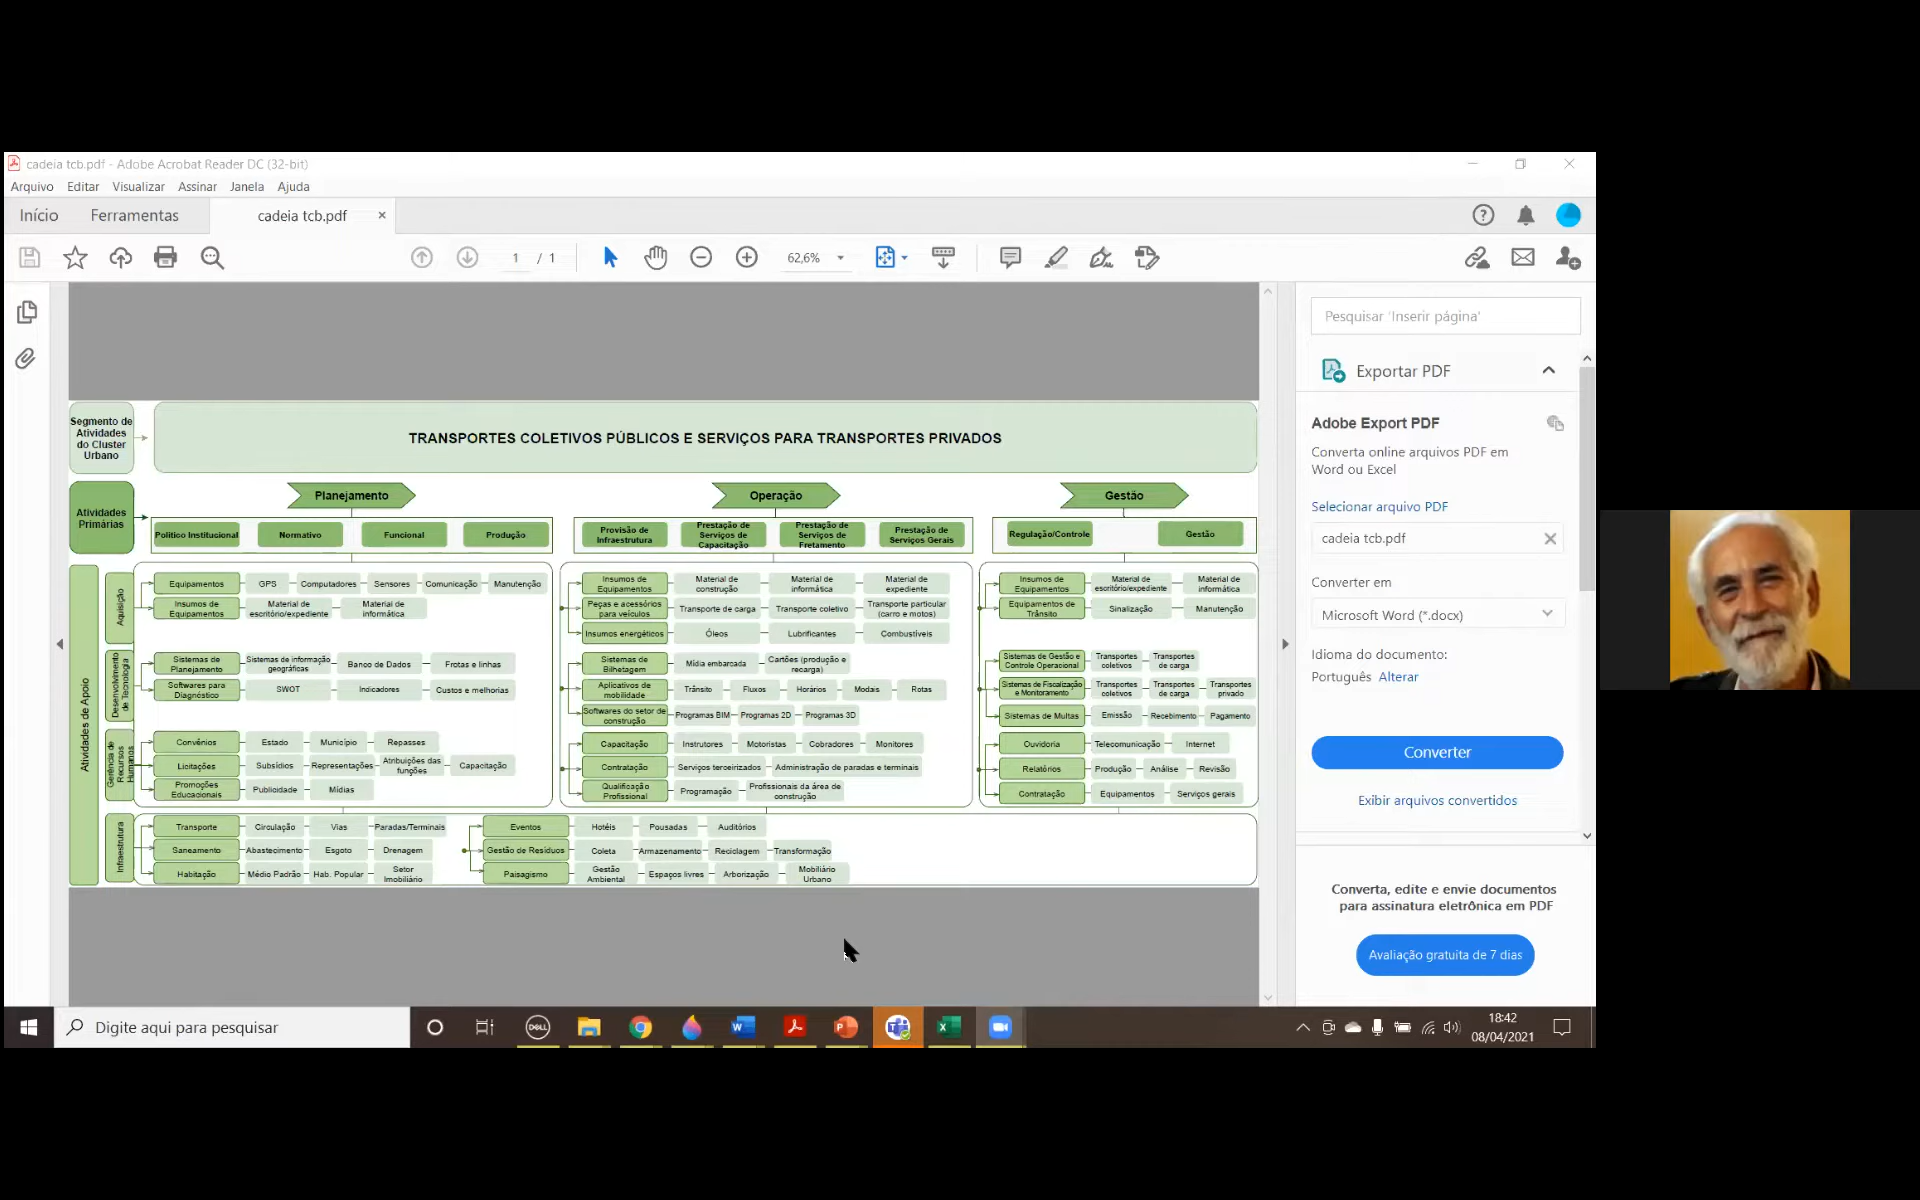 cadeia tcb.pdf - Adobe Acrobat Reader DC (32-bit)
Arquivo Editar Visualizar Assinar Janela Ajuda
Início Ferramentas cadeia tcb.pdf
1 / 1 62,6%
Segmento de
Atividades
do Cluster
Urbano
TRANSPORTES COLETIVOS PÚBLICOS E SERVIÇOS PARA TRANSPORTES PRIVADOS
Atividades
Primárias
Planejamento
Político Institucional Normativo Funcional Produção
Operação
Provisão de
Infraestrutura
Prestação de
Serviços de
Capacitação
Prestação de
Serviços de
Fretamento
Prestação de
Serviços Gerais
Gestão
Regulação/Controle Gestão
Atividades de Apoio
Aquisição
Equipamentos GPS Computadores Sensores Comunicação Manutenção
Insumos de
Equipamentos
Material de
escritório/expediente
Material de
informática
Insumos de
Equipamentos
Material de
construção
Material de
informática
Material de
expediente
Peças e acessórios
para veículos
Transporte de carga Transporte coletivo
Transporte particular
(carro e motos)
Insumos energéticos Óleos Lubrificantes Combustíveis
Insumos de
Equipamentos
Material de
escritório/expediente
Material de
informática
Equipamentos de
Trânsito
Sinalização Manutenção
Desenvolvimento
de Tecnologia
Sistemas de
Planejamento
Sistemas de informação
geográficas
Banco de Dados Frotas e linhas
Softwares para
Diagnóstico
SWOT Indicadores Custos e melhorias
Sistemas de
Bilhetagem
Mídia embarcada
Cartões (produção e
recarga)
Aplicativos de
mobilidade
Trânsito Fluxos Horários Modais Rotas
Softwares do setor de
construção
Programas BIM Programas 2D Programas 3D
Sistemas de Gestão e
Controle Operacional
Transportes
coletivos
Transportes
de carga
Sistemas de Fiscalização
e Monitoramento
Transportes
coletivos
Transportes
de carga
Transportes
privado
Sistemas de Multas Emissão Recebimento Pagamento
Gerência de
Recursos
Humanos
Convênios Estado Município Repasses
Licitações Subsídios Representações
Atribuições das
funções
Capacitação
Promoções
Educacionais
Publicidade Mídias
Capacitação Instrutores Motoristas Cobradores Monitores
Contratação Serviços terceirizados Administração de paradas e terminais
Qualificação
Profissional
Programação
Profissionais da área de
construção
Ouvidoria Telecomunicação Internet
Relatórios Produção Análise Revisão
Contratação Equipamentos Serviços gerais
Infraestrutura
Transporte Circulação Vias Paradas/Terminais
Saneamento Abastecimento Esgoto Drenagem
Habitação Médio Padrão Hab. Popular
Setor
Imobiliário
Eventos Hotéis Pousadas Auditórios
Gestão de Resíduos Coleta Armazenamento Reciclagem Transformação
Paisagismo
Gestão
Ambiental
Espaços livres Arborização
Mobiliário
Urbano
Pesquisar 'Inserir página'
Exportar PDF
Adobe Export PDF
Converta online arquivos PDF em
Word ou Excel
Selecionar arquivo PDF
cadeia tcb.pdf
Converter em
Microsoft Word (*.docx)
Idioma do documento:
Português Alterar
Converter
Exibir arquivos convertidos
Converta, edite e envie documentos
para assinatura eletrônica em PDF
Avaliação gratuita de 7 dias
Digite aqui para pesquisar
DELL
18:42
08/04/2021